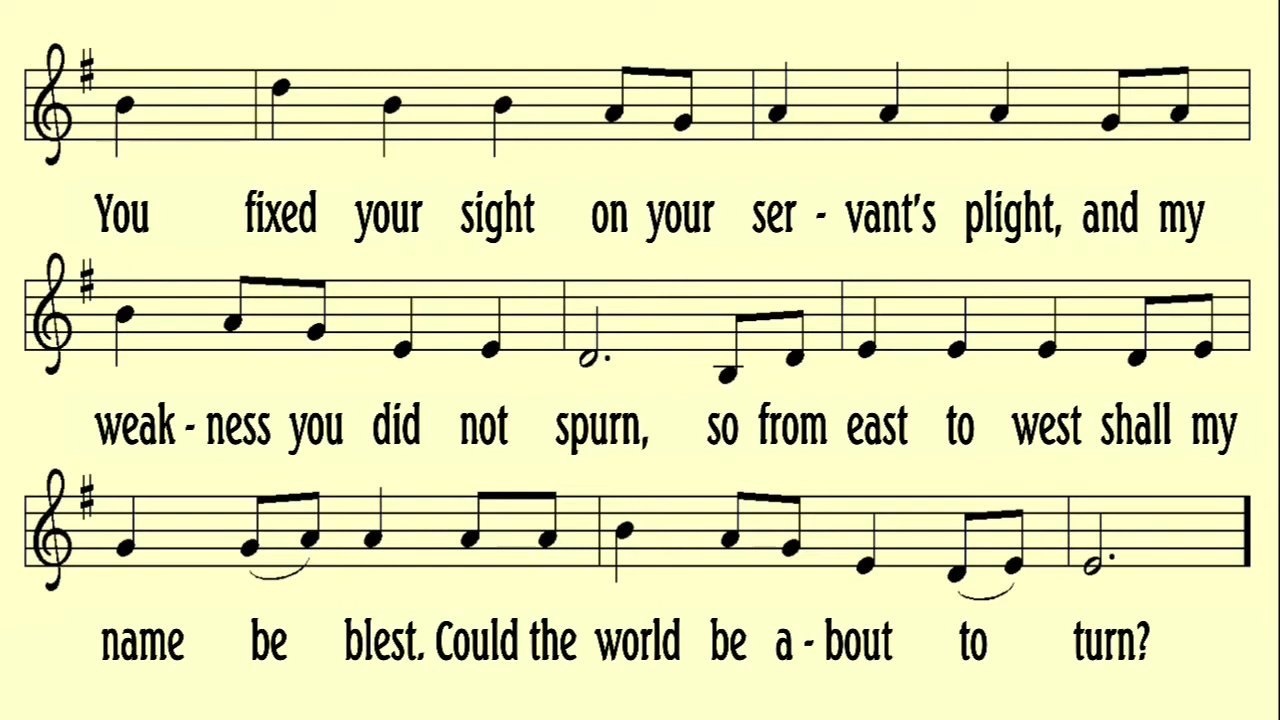 You fixed your sight on your ser - vant's plight, and my
weak - ness you did not spurn, so from east to west shall my
name be blest. Could the world be a - bout to turn?